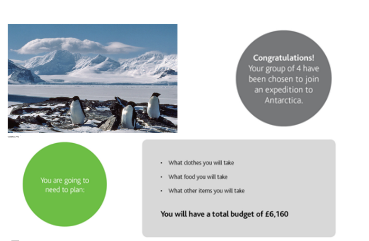 Congratulations!
Your group of 4 have
been chosen to join
an expedition to
Antarctica.
You are going to
need to plan:
• What clothes you will take
• What food you will take
• What other items you will take
You will have a total budget of £6,160